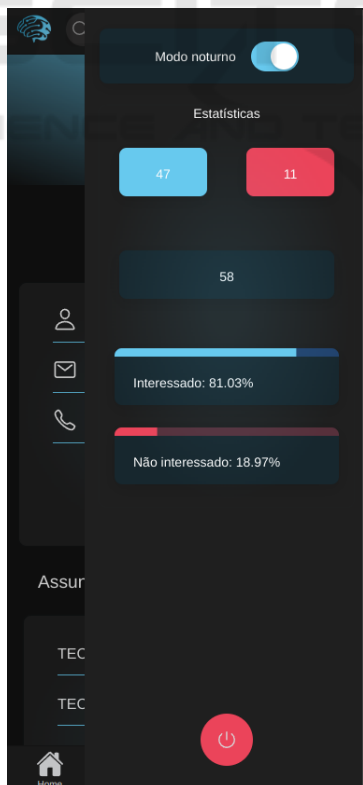 Modo noturno
Estatísticas
47
11
58
Interessado: 81.03%
Não interessado: 18.97%
Assur
TEC
TEC
Home